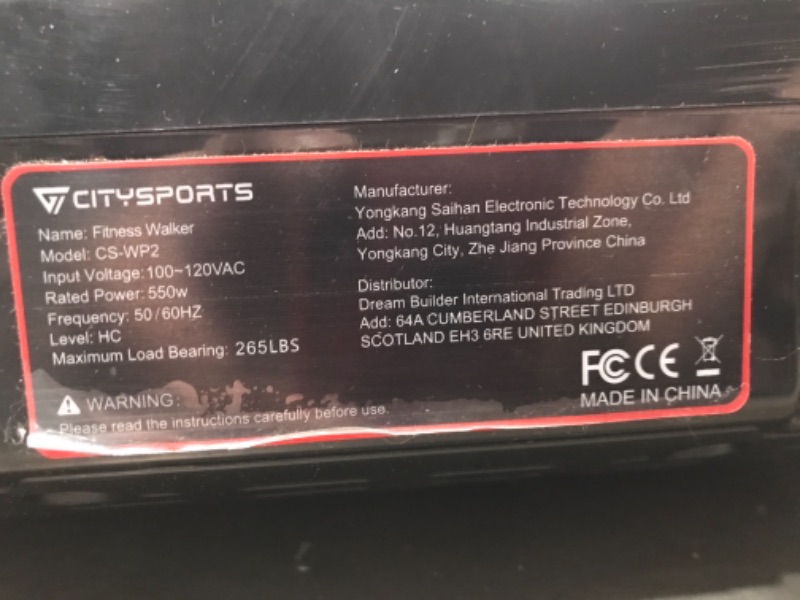 CITYSPORTS
Name: Fitness Walker
Model: CS-WP2
Input Voltage:100~120VAC
Rated Power: 550w
Frequency: 50/60HZ
Level: HC
Maximum Load Bearing: 265LBS
WARNING:
Please read the instructions carefully before use.
Manufacturer:
Yongkang Saihan Electronic Technology Co. Ltd
Add: No.12, Huangtang Industrial Zone,
Yongkang City, Zhe Jiang Province China
Distributor:
Dream Builder International Trading LTD
Add: 64A CUMBERLAND STREET EDINBURGH
SCOTLAND EH3 6RE UNITED KINGDOM
FC CE
MADE IN CHINA